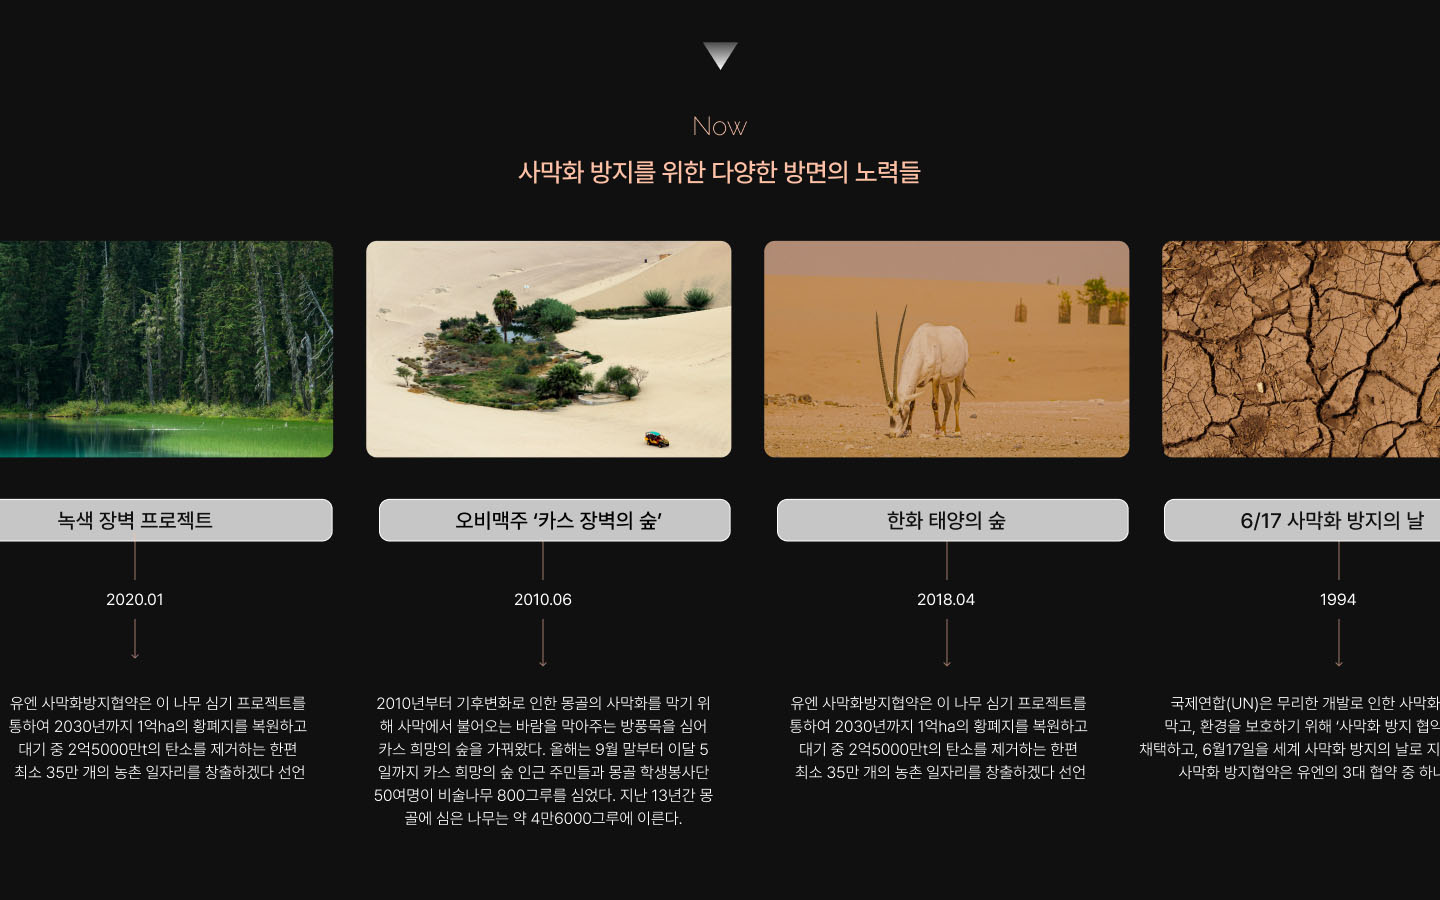 Now
사막화 방지를 위한 다양한 방면의 노력들
녹색 장벽 프로젝트
2020.01
유엔 사막화방지협약은 이 나무 심기 프로젝트를
통하여 2030년까지 1억ha의 황폐지를 복원하고
대기 중 2억5000만t의 탄소를 제거하는 한편
최소 35만 개의 농촌 일자리를 창출하겠다 선언
오비맥주 ‘카스 장벽의 숲’
2010.06
2010년부터 기후변화로 인한 몽골의 사막화를 막기 위
해 사막에서 불어오는 바람을 막아주는 방풍목을 심어
카스 희망의 숲을 가꿔왔다. 올해는 9월 말부터 이달 5
일까지 카스 희망의 숲 인근 주민들과 몽골 학생봉사단
50여명이 비술나무 800그루를 심었다. 지난 13년간 몽
골에 심은 나무는 약 4만6000그루에 이른다.
한화 태양의 숲
2018.04
유엔 사막화방지협약은 이 나무 심기 프로젝트를
통하여 2030년까지 1억ha의 황폐지를 복원하고
대기 중 2억5000만t의 탄소를 제거하는 한편
최소 35만 개의 농촌 일자리를 창출하겠다 선언
6/17 사막화 방지의 날
1994
국제연합(UN)은 무리한 개발로 인한 사막화
막고, 환경을 보호하기 위해 ‘사막화 방지 협약
채택하고, 6월17일을 세계 사막화 방지의 날로 지
사막화 방지협약은 유엔의 3대 협약 중 하나